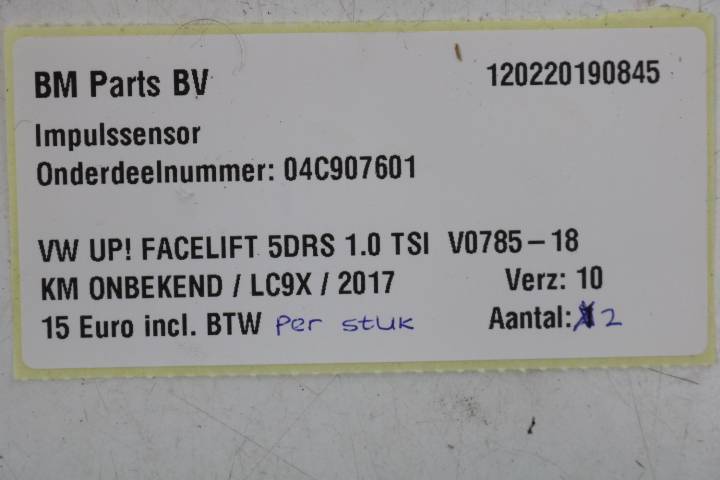 BM Parts BV 120220190845
Impulssensor
Onderdeelnummer: 04C907601
VW UP! FACELIFT 5DRS 1.0 TSI V0785-18
KM ONBEKEND / LC9X / 2017 Verz: 10
15 Euro incl. BTW per stuk Aantal: 1 2